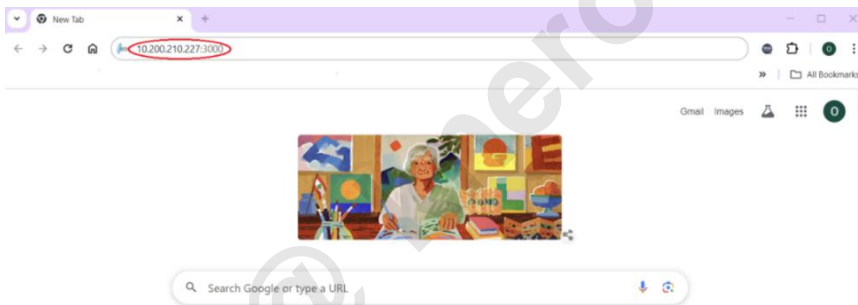 New Tab
10.200.210.227:3000
All Bookmarks
Gmail Images
O
Search Google or type a URL